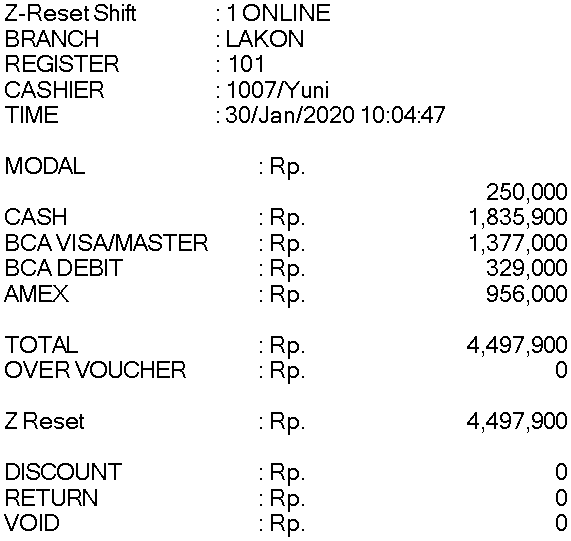 Z-Reset Shift : 1 ONLINE
BRANCH : LAKON
REGISTER : 101
CASHIER : 1007/Yuni
TIME : 30/Jan/2020 10:04:47
MODAL : Rp.
250,000
CASH : Rp. 1,835,900
BCA VISA/MASTER : Rp. 1,377,000
BCA DEBIT : Rp. 329,000
AMEX : Rp. 956,000
TOTAL : Rp. 4,497,900
OVER VOUCHER : Rp. 0
Z Reset : Rp. 4,497,900
DISCOUNT : Rp. 0
RETURN : Rp. 0
VOID : Rp. 0